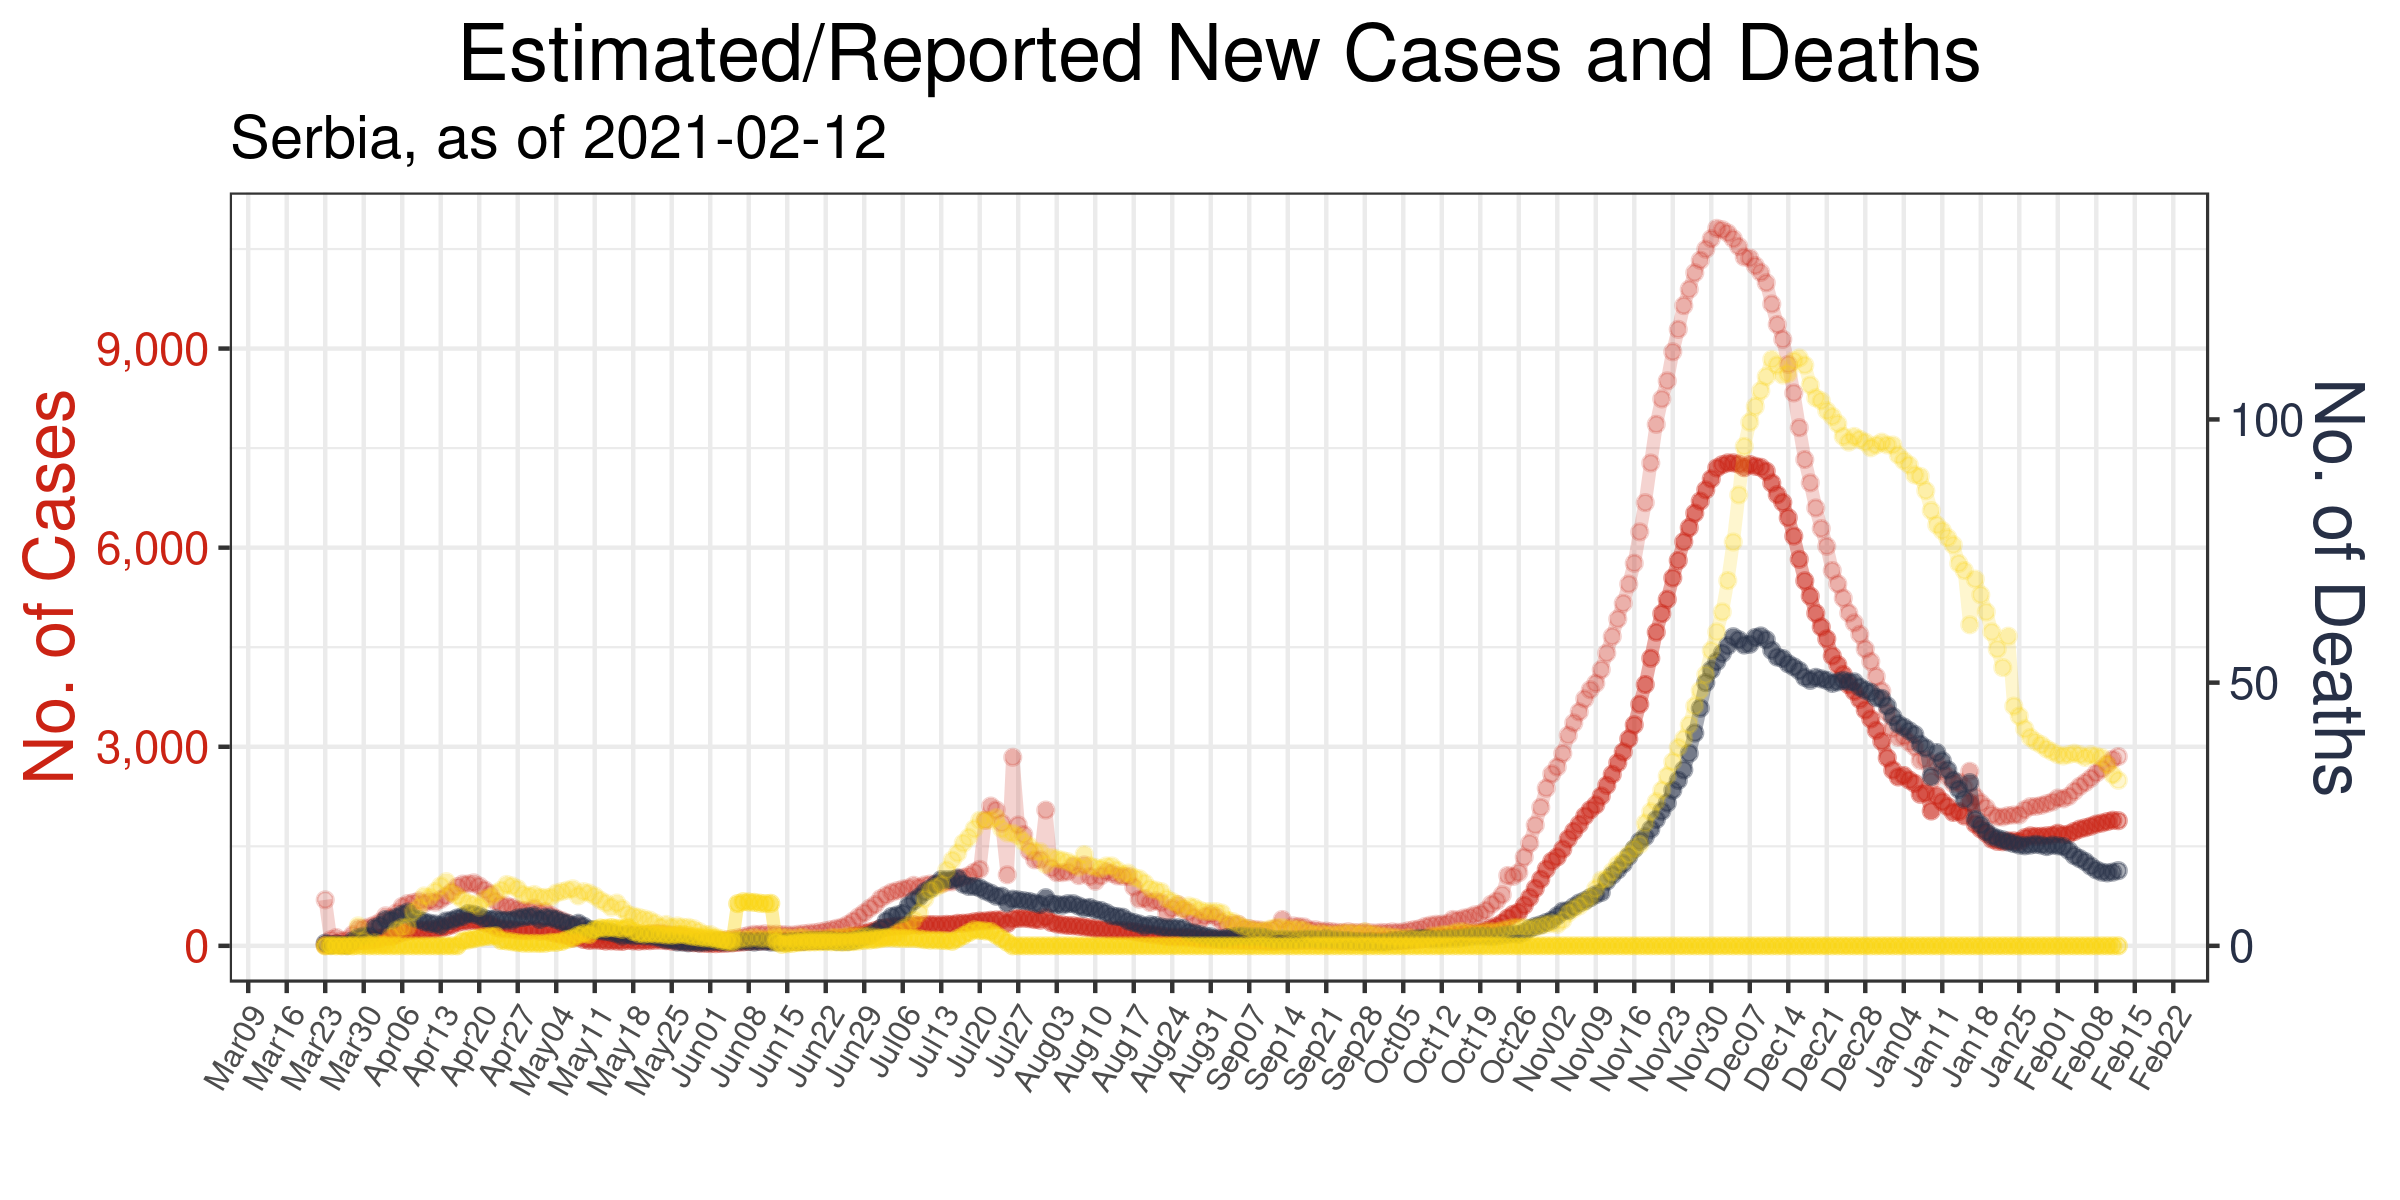 Estimated/Reported New Cases and Deaths
Serbia, as of 2021-02-12
No. of Cases
9,000
6,000
3,000
0
No. of Deaths
100
50
0
Mar09
Mar16
Mar23
Mar30
Apr06
Apr13
Apr20
Apr27
May04
May11
May18
May25
Jun01
Jun08
Jun15
Jun22
Jun29
Jul06
Jul13
Jul20
Jul27
Aug03
Aug10
Aug17
Aug24
Aug31
Sep07
Sep14
Sep21
Sep28
Oct05
Oct12
Oct19
Oct26
Nov02
Nov09
Nov16
Nov23
Nov30
Dec07
Dec14
Dec21
Dec28
Jan04
Jan11
Jan18
Jan25
Feb01
Feb08
Feb15
Feb22